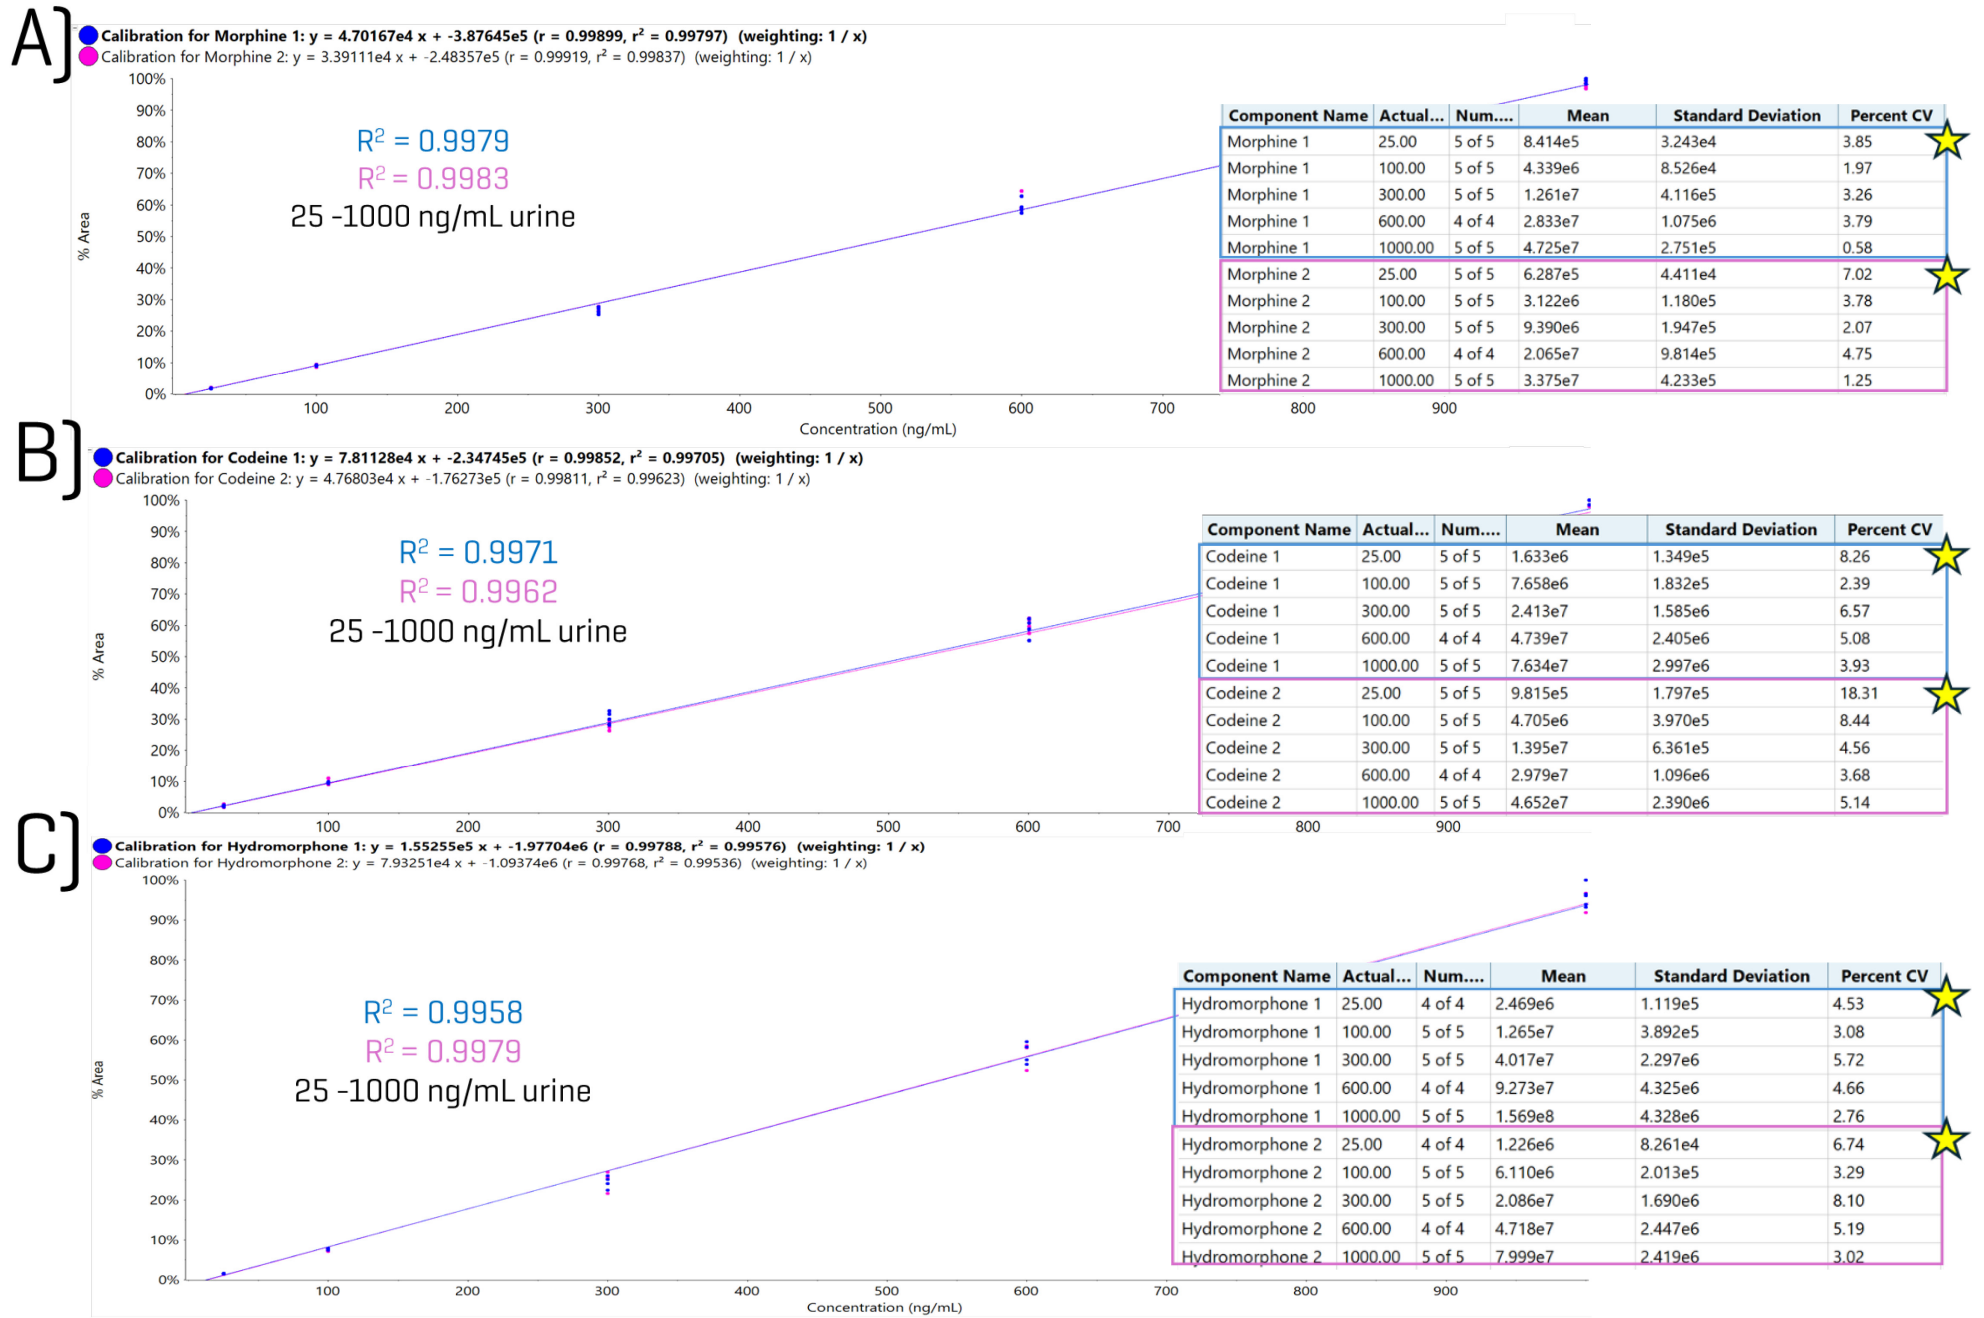 A]
Calibration for Morphine 1: y = 4.70167e4 x + -3.87645e5 (r = 0.99899, r² = 0.99797) (weighting: 1 / x)
Calibration for Morphine 2: y = 3.39111e4 x + -2.48357e5 (r = 0.99919, r² = 0.99837) (weighting: 1 / x)
100%
90%
80%
70%
60%
50%
40%
30%
20%
10%
0%
% Area
R² = 0.9979
R² = 0.9983
25 -1000 ng/mL urine
100 200 300 400 500 600 700 800 900
Concentration (ng/mL)
Component Name Actual... Num.... Mean Standard Deviation Percent CV
Morphine 1 25.00 5 of 5 8.414e5 3.243e4 3.85
Morphine 1 100.00 5 of 5 4.339e6 8.526e4 1.97
Morphine 1 300.00 5 of 5 1.261e7 4.116e5 3.26
Morphine 1 600.00 4 of 4 2.833e7 1.075e6 3.79
Morphine 1 1000.00 5 of 5 4.725e7 2.751e5 0.58
Morphine 2 25.00 5 of 5 6.287e5 4.411e4 7.02
Morphine 2 100.00 5 of 5 3.122e6 1.180e5 3.78
Morphine 2 300.00 5 of 5 9.390e6 1.947e5 2.07
Morphine 2 600.00 4 of 4 2.065e7 9.814e5 4.75
Morphine 2 1000.00 5 of 5 3.375e7 4.233e5 1.25
B]
Calibration for Codeine 1: y = 7.81128e4 x + -2.34745e5 (r = 0.99852, r² = 0.99705) (weighting: 1 / x)
Calibration for Codeine 2: y = 4.76803e4 x + -1.76273e5 (r = 0.99811, r² = 0.99623) (weighting: 1 / x)
100%
90%
80%
70%
60%
50%
40%
30%
20%
10%
0%
% Area
R² = 0.9971
R² = 0.9962
25 -1000 ng/mL urine
100 200 300 400 500 600 700 800 900
Component Name Actual... Num.... Mean Standard Deviation Percent CV
Codeine 1 25.00 5 of 5 1.633e6 1.349e5 8.26
Codeine 1 100.00 5 of 5 7.658e6 1.832e5 2.39
Codeine 1 300.00 5 of 5 2.413e7 1.585e6 6.57
Codeine 1 600.00 4 of 4 4.739e7 2.405e6 5.08
Codeine 1 1000.00 5 of 5 7.634e7 2.997e6 3.93
Codeine 2 25.00 5 of 5 9.815e5 1.797e5 18.31
Codeine 2 100.00 5 of 5 4.705e6 3.970e5 8.44
Codeine 2 300.00 5 of 5 1.395e7 6.361e5 4.56
Codeine 2 600.00 4 of 4 2.979e7 1.096e6 3.68
Codeine 2 1000.00 5 of 5 4.652e7 2.390e6 5.14
C]
Calibration for Hydromorphone 1: y = 1.55255e5 x + -1.97704e6 (r = 0.99788, r² = 0.99576) (weighting: 1 / x)
Calibration for Hydromorphone 2: y = 7.93251e4 x + -1.09374e6 (r = 0.99768, r² = 0.99536) (weighting: 1 / x)
100%
90%
80%
70%
60%
50%
40%
30%
20%
10%
0%
% Area
R² = 0.9958
R² = 0.9979
25 -1000 ng/mL urine
100 200 300 400 500 600 700 800 900
Concentration (ng/mL)
Component Name Actual... Num.... Mean Standard Deviation Percent CV
Hydromorphone 1 25.00 4 of 4 2.469e6 1.119e5 4.53
Hydromorphone 1 100.00 5 of 5 1.265e7 3.892e5 3.08
Hydromorphone 1 300.00 5 of 5 4.017e7 2.297e6 5.72
Hydromorphone 1 600.00 4 of 4 9.273e7 4.325e6 4.66
Hydromorphone 1 1000.00 5 of 5 1.569e8 4.328e6 2.76
Hydromorphone 2 25.00 4 of 4 1.226e6 8.261e4 6.74
Hydromorphone 2 100.00 5 of 5 6.110e6 2.013e5 3.29
Hydromorphone 2 300.00 5 of 5 2.086e7 1.690e6 8.10
Hydromorphone 2 600.00 4 of 4 4.718e7 2.447e6 5.19
Hydromorphone 2 1000.00 5 of 5 7.999e7 2.419e6 3.02